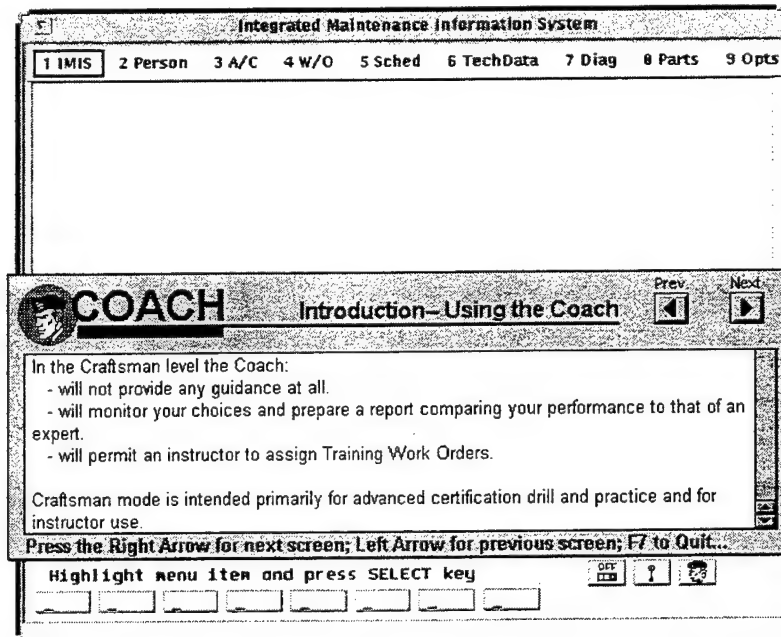 Integrated Maintenance Information System
1 IMIS 2 Person 3 A/C 4 W/O 5 Sched 6 TechData 7 Diag 8 Parts 9 Opts
Prev. Next
COACH Introduction– Using the Coach
In the Craftsman level the Coach:
- will not provide any guidance at all.
- will monitor your choices and prepare a report comparing your performance to that of an
expert.
- will permit an instructor to assign Training Work Orders.
Craftsman mode is intended primarily for advanced certification drill and practice and for
instructor use.
Press the Right Arrow for next screen; Left Arrow for previous screen; F7 to Quit...
Highlight menu item and press SELECT key
OFF